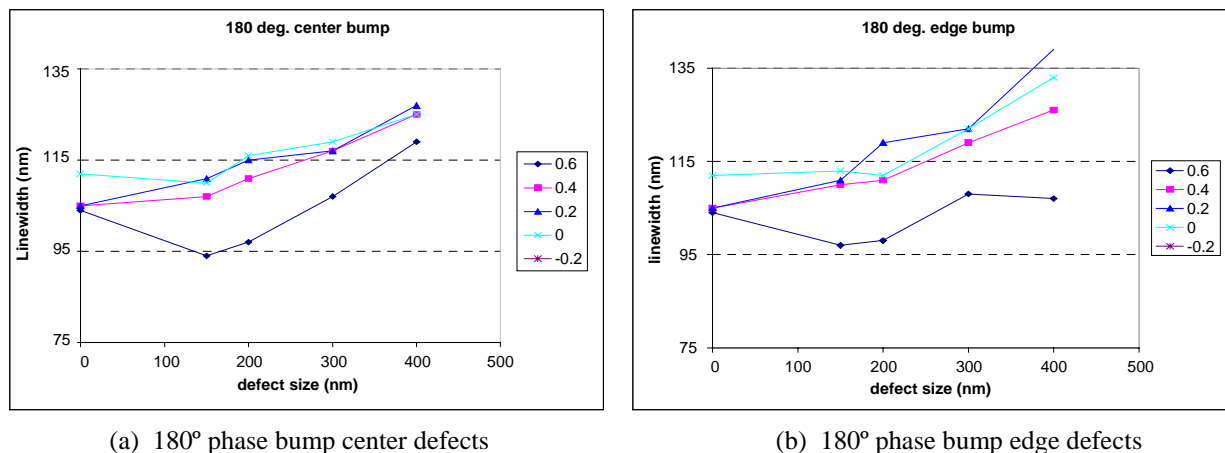 180 deg. center bump
135
115
95
75
Linewidth (nm)
0 100 200 300 400 500
defect size (nm)
0.6
0.4
0.2
0
-0.2
(a) 180º phase bump center defects
180 deg. edge bump
135
115
95
75
linewidth (nm)
0 100 200 300 400 500
defect size (nm)
0.6
0.4
0.2
0
-0.2
(b) 180º phase bump edge defects